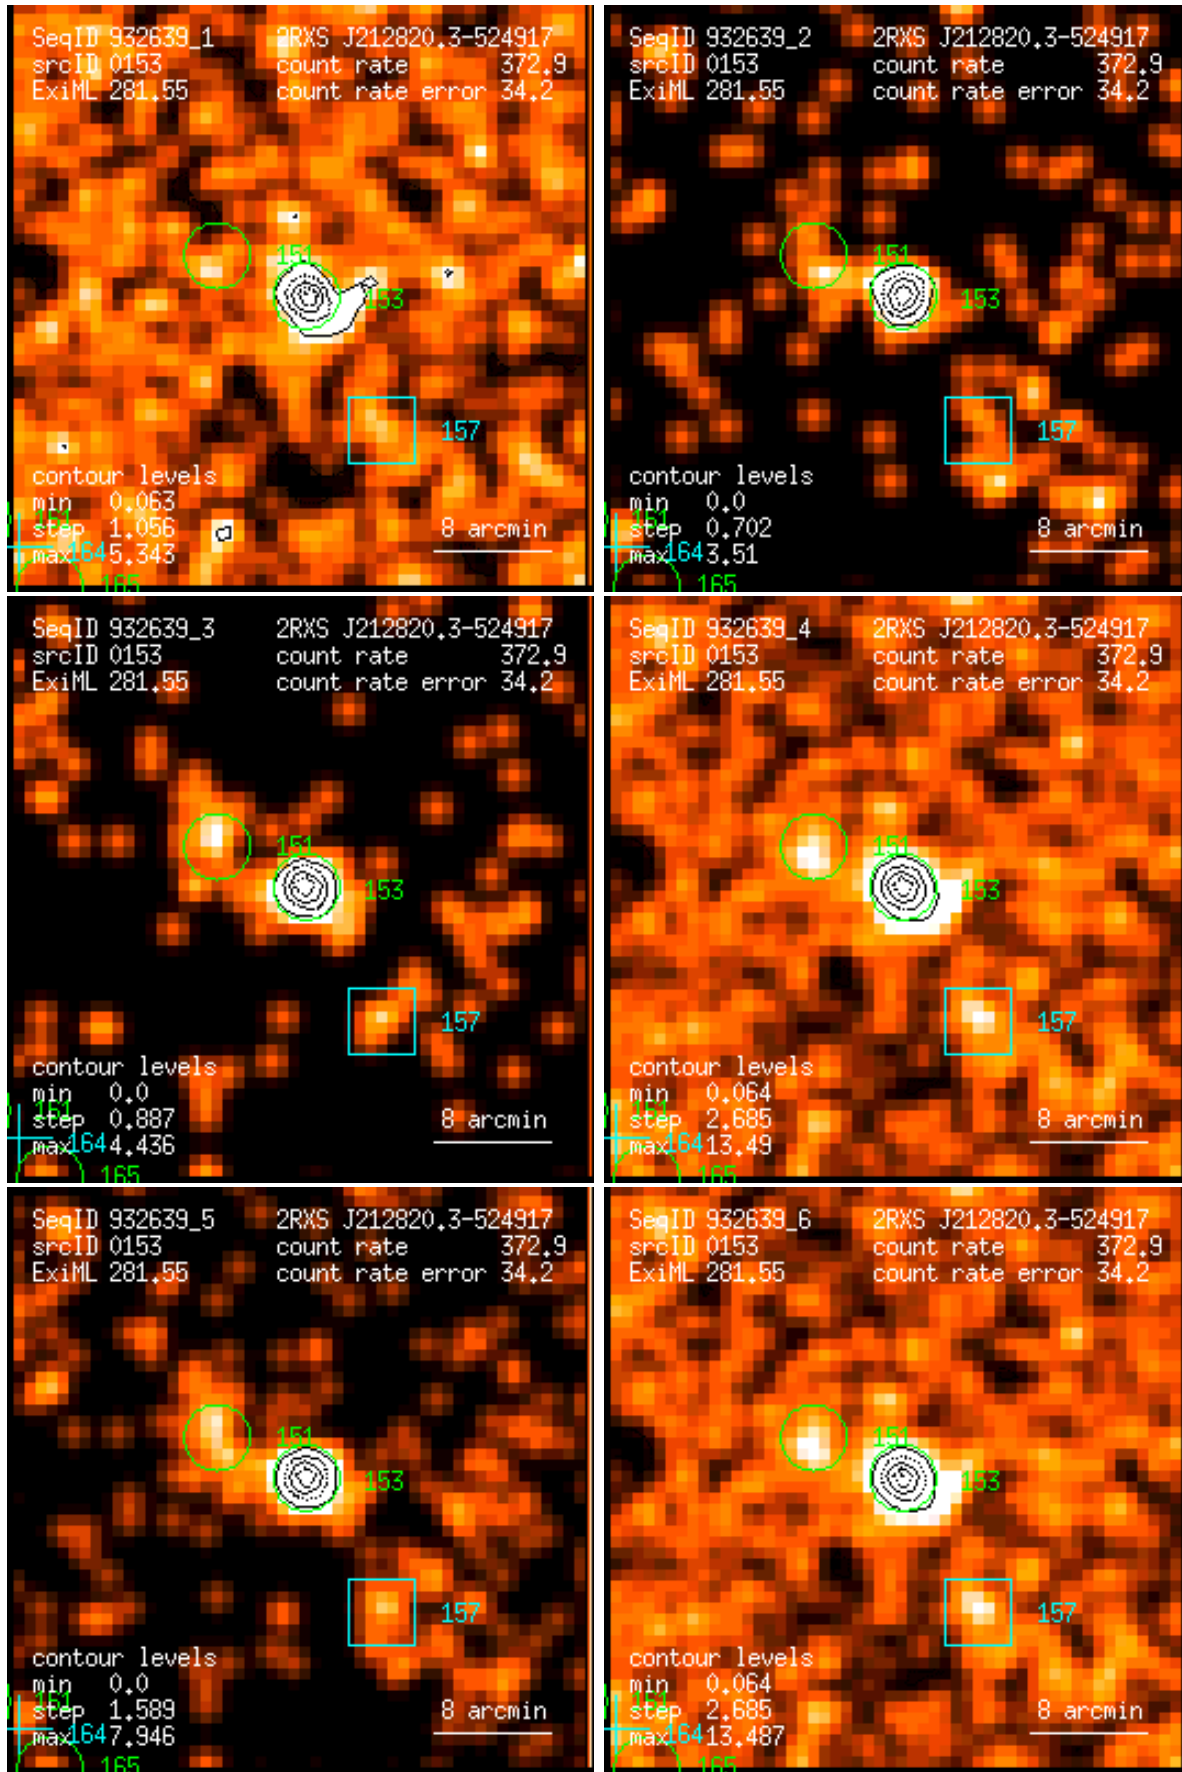 SeqID 932639_1 2RXS J212820.3-524917
srcID 0153 count rate 372.9
ExiML 281.55 count rate error 34.2
151
153
157
contour levels
min 0.063
161
step 1.056 8 arcmin
max 164 5.343
165
SeqID 932639_2 2RXS J212820.3-524917
srcID 0153 count rate 372.9
ExiML 281.55 count rate error 34.2
151
153
157
contour levels
min 0.0
161
step 0.702 8 arcmin
max 164 3.51
165
SeqID 932639_3 2RXS J212820.3-524917
srcID 0153 count rate 372.9
ExiML 281.55 count rate error 34.2
151
153
157
contour levels
min 0.0
161
step 0.887 8 arcmin
max 164 4.436
165
SeqID 932639_4 2RXS J212820.3-524917
srcID 0153 count rate 372.9
ExiML 281.55 count rate error 34.2
151
153
157
contour levels
min 0.064
161
step 2.685 8 arcmin
max 164 13.49
165
SeqID 932639_5 2RXS J212820.3-524917
srcID 0153 count rate 372.9
ExiML 281.55 count rate error 34.2
151
153
157
contour levels
min 0.0
161
step 1.589 8 arcmin
max 164 7.946
165
SeqID 932639_6 2RXS J212820.3-524917
srcID 0153 count rate 372.9
ExiML 281.55 count rate error 34.2
151
153
157
contour levels
min 0.064
161
step 2.685 8 arcmin
max 164 13.487
165